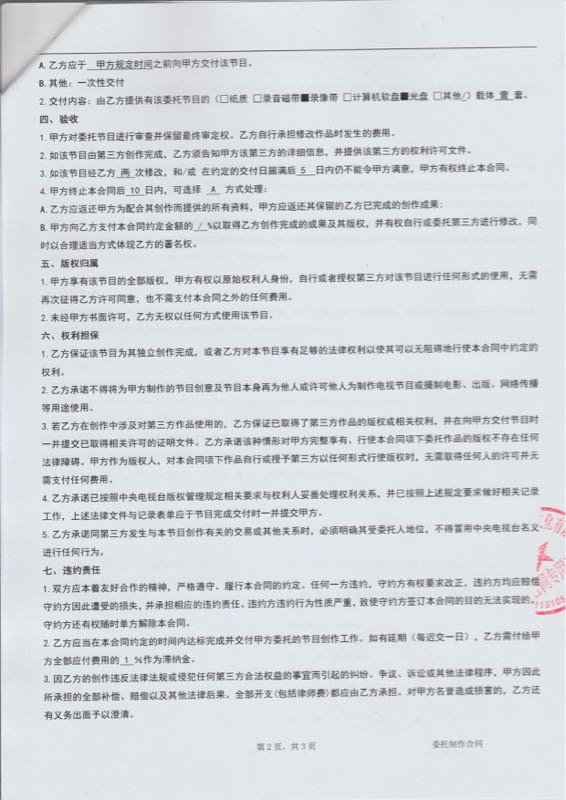 A.乙方应于 甲方规定时间之前向甲方交付该节目。
B.其他：一次性交付
2.交付内容：由乙方提供有该委托节目的（□纸质 □录音磁带■录像带 □计算机软盘■光盘 □其他/）载体 壹 套。
四、验收
1.甲方对委托节目进行审查并保留最终审定权。乙方自行承担修改作品时发生的费用。
2.如该节目由第三方创作完成，乙方须告知甲方该第三方的详细信息，并提供该第三方的权利许可文件。
3.如该节目经乙方 两 次修改，和/或 在约定的交付日届满后 5 日内仍不能令甲方满意，甲方有权终止本合同。
4.甲方终止本合同后 10 日内，可选择 A 方式处理：
A.乙方应返还甲方为配合其创作而提供的所有资料，甲方应返还其保留的乙方已完成的创作成果；
B.甲方向乙方支付本合同约定金额的 / %以取得乙方创作完成的成果及其版权，并有权自行或委托第三方进行修改，同
时以合理适当方式体现乙方的署名权。
五、版权归属
1.甲方享有该节目的全部版权，甲方有权以原始权利人身份，自行或者授权第三方对该节目进行任何形式的使用，无需
再次征得乙方许可同意，也不需支付本合同之外的任何费用。
2.未经甲方书面许可，乙方无权以任何方式使用该节目。
六、权利担保
1.乙方保证该节目为其独立创作完成，或者乙方对本节目享有足够的法律权利以使其可以无阻碍地行使本合同中约定的
权利。
2.乙方承诺不得将为甲方制作的节目创意及节目本身再为他人或许可他人为制作电视节目或摄制电影、出版、网络传播
等用途使用。
3.若乙方在创作中涉及对第三方作品使用的，乙方保证已取得了第三方作品的版权或相关权利，并在向甲方交付节目时
一并提交已取得相关许可的证明文件。乙方承诺该种情形对甲方完整享有、行使本合同项下委托作品的版权不存在任何
法律障碍。甲方作为版权人，对本合同项下作品自行或授予第三方以任何形式行使版权时，无需取得任何人的许可并无
需支付任何费用。
4.乙方承诺已按照中央电视台版权管理规定相关要求与权利人妥善处理权利关系，并已按照上述规定要求做好相关记录
工作，上述法律文件与记录表单应于节目完成交付时一并提交甲方。
5.乙方承诺同第三方发生与本节目创作有关的交易或其他关系时，必须明确其受委托人地位，不得冒用中央电视台名义
进行任何行为。
七、违约责任
1.双方应本着友好合作的精神，严格遵守、履行本合同的约定。任何一方违约，守约方有权要求改正，违约方均应赔偿
守约方因此遭受的损失，并承担相应的违约责任。违约方违约行为性质严重，致使守约方签订本合同的目的无法实现的，
守约方还有权随时单方解除本合同。
2.乙方应当在本合同约定的时间内达标完成并交付甲方委托的节目创作工作。如有延期（每迟交一日），乙方需付给甲
方全部应付费用的 1 %作为滞纳金。
3.因乙方的创作违反法律法规或侵犯任何第三方合法权益的事宜而引起的纠纷、争议、诉讼或其他法律程序，甲方因此
所承担的全部补偿、赔偿以及其他法律后果、全部开支(包括律师费)都应由乙方承担。对甲方名誉造成损害的，乙方还
有义务出面予以澄清。
第 2 页，共 3 页
委托制作合同